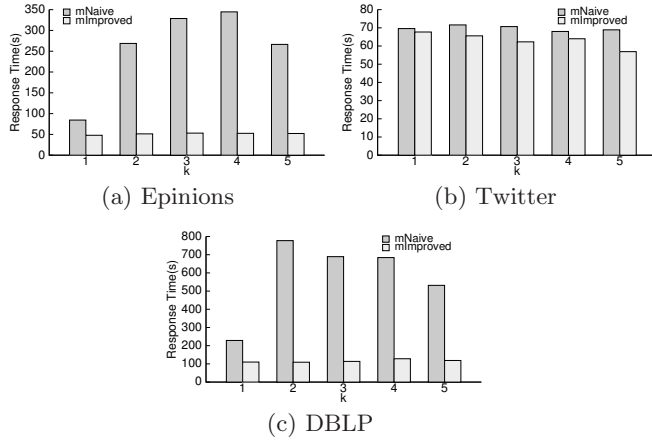 350
300
250
200
150
100
50
0
Response Time(s)
mNaive
mImproved
1 2 3 4 5
k
(a) Epinions
80
70
60
50
40
30
20
10
0
Response Time(s)
mNaive
mImproved
1 2 3 4 5
k
(b) Twitter
800
700
600
500
400
300
200
100
0
Response Time(s)
mNaive
mImproved
1 2 3 4 5
k
(c) DBLP